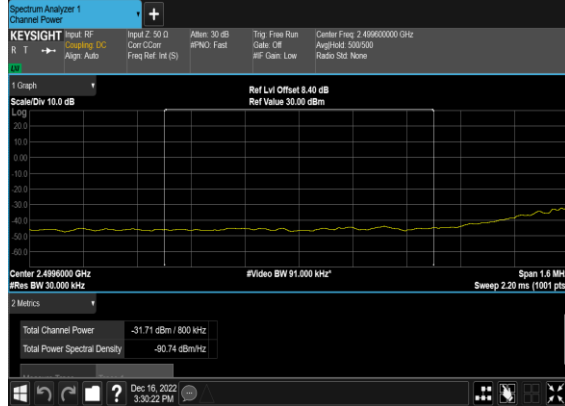 Spectrum Analyzer 1
Channel Power
KEYSIGHT Input: RF Input Z: 50 Ω Atten: 30 dB Trig: Free Run Center Freq: 2.499600000 GHz
R T Coupling: DC Corr CCorr #PNO: Fast Gate: Off Avg|Hold: 500/500
Align: Auto Freq Ref: Int (S) #IF Gain: Low Radio Std: None
1 Graph
Ref Lvl Offset 8.40 dB
Scale/Div 10.0 dB Ref Value 30.00 dBm
Log
20.0
10.0
0.00
-10.0
-20.0
-30.0
-40.0
-50.0
-60.0
Center 2.4996000 GHz #Video BW 91.000 kHz* Span 1.6 MH
#Res BW 30.000 kHz Sweep 2.20 ms (1001 pts
2 Metrics
Total Channel Power -31.71 dBm / 800 kHz
Total Power Spectral Density -90.74 dBm/Hz
?
Dec 16, 2022
3:30:22 PM